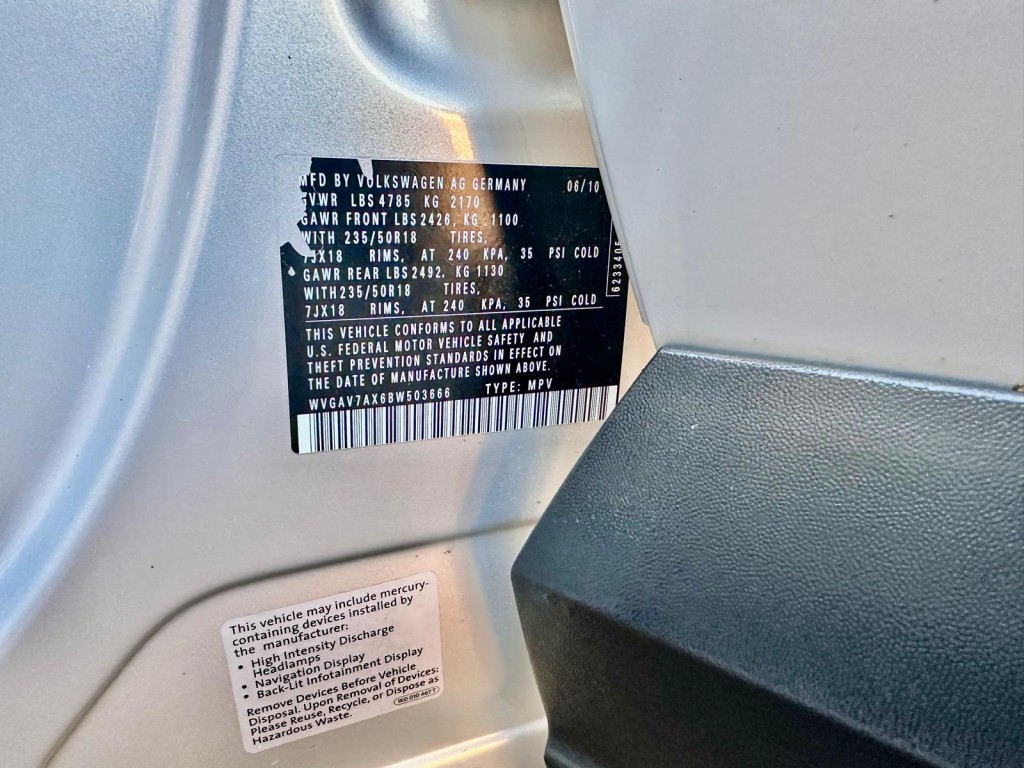 MFD BY VOLKSWAGEN AG GERMANY 06/10
GVWR LBS 4785 KG 2170
GAWR FRONT LBS 2426, KG 1100
WITH 235/50R18 TIRES,
7JX18 RIMS, AT 240 KPA, 35 PSI COLD
GAWR REAR LBS 2492, KG 1130
WITH 235/50R18 TIRES,
7JX18 RIMS, AT 240 KPA, 35 PSI COLD
THIS VEHICLE CONFORMS TO ALL APPLICABLE
U.S. FEDERAL MOTOR VEHICLE SAFETY AND
THEFT PREVENTION STANDARDS IN EFFECT ON
THE DATE OF MANUFACTURE SHOWN ABOVE.
WVGAV7AX6BW503666 TYPE: MPV
This vehicle may include mercury-
containing devices installed by
the manufacturer:
• High Intensity Discharge
Headlamps
• Navigation Display
• Back-Lit Infotainment Display
Remove Devices Before Vehicle
Disposal. Upon Removal of Devices:
Please Reuse, Recycle, or Dispose as
Hazardous Waste.
1K0 010 467 T